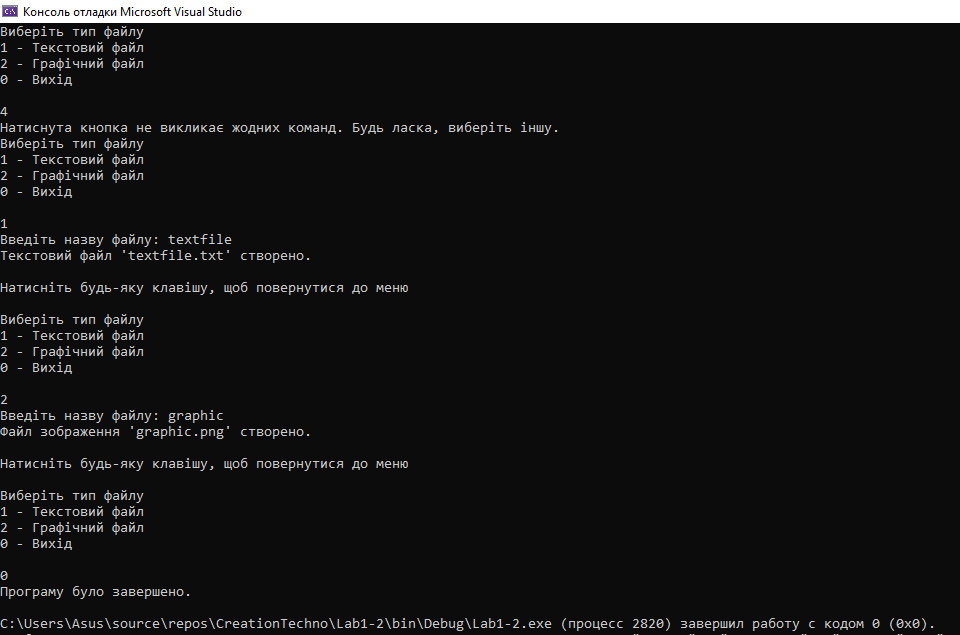 Консоль отладки Microsoft Visual Studio
Виберіть тип файлу
1 - Текстовий файл
2 - Графічний файл
0 - Вихід
4
Натиснута кнопка не викликає жодних команд. Будь ласка, виберіть іншу.
Виберіть тип файлу
1 - Текстовий файл
2 - Графічний файл
0 - Вихід
1
Введіть назву файлу: textfile
Текстовий файл 'textfile.txt' створено.
Натисніть будь-яку клавішу, щоб повернутися до меню
Виберіть тип файлу
1 - Текстовий файл
2 - Графічний файл
0 - Вихід
2
Введіть назву файлу: graphic
Файл зображення 'graphic.png' створено.
Натисніть будь-яку клавішу, щоб повернутися до меню
Виберіть тип файлу
1 - Текстовий файл
2 - Графічний файл
0 - Вихід
0
Програму було завершено.
C:\Users\Asus\source\repos\CreationTechno\Lab1-2\bin\Debug\Lab1-2.exe (процесс 2820) завершил работу с кодом 0 (0x0).